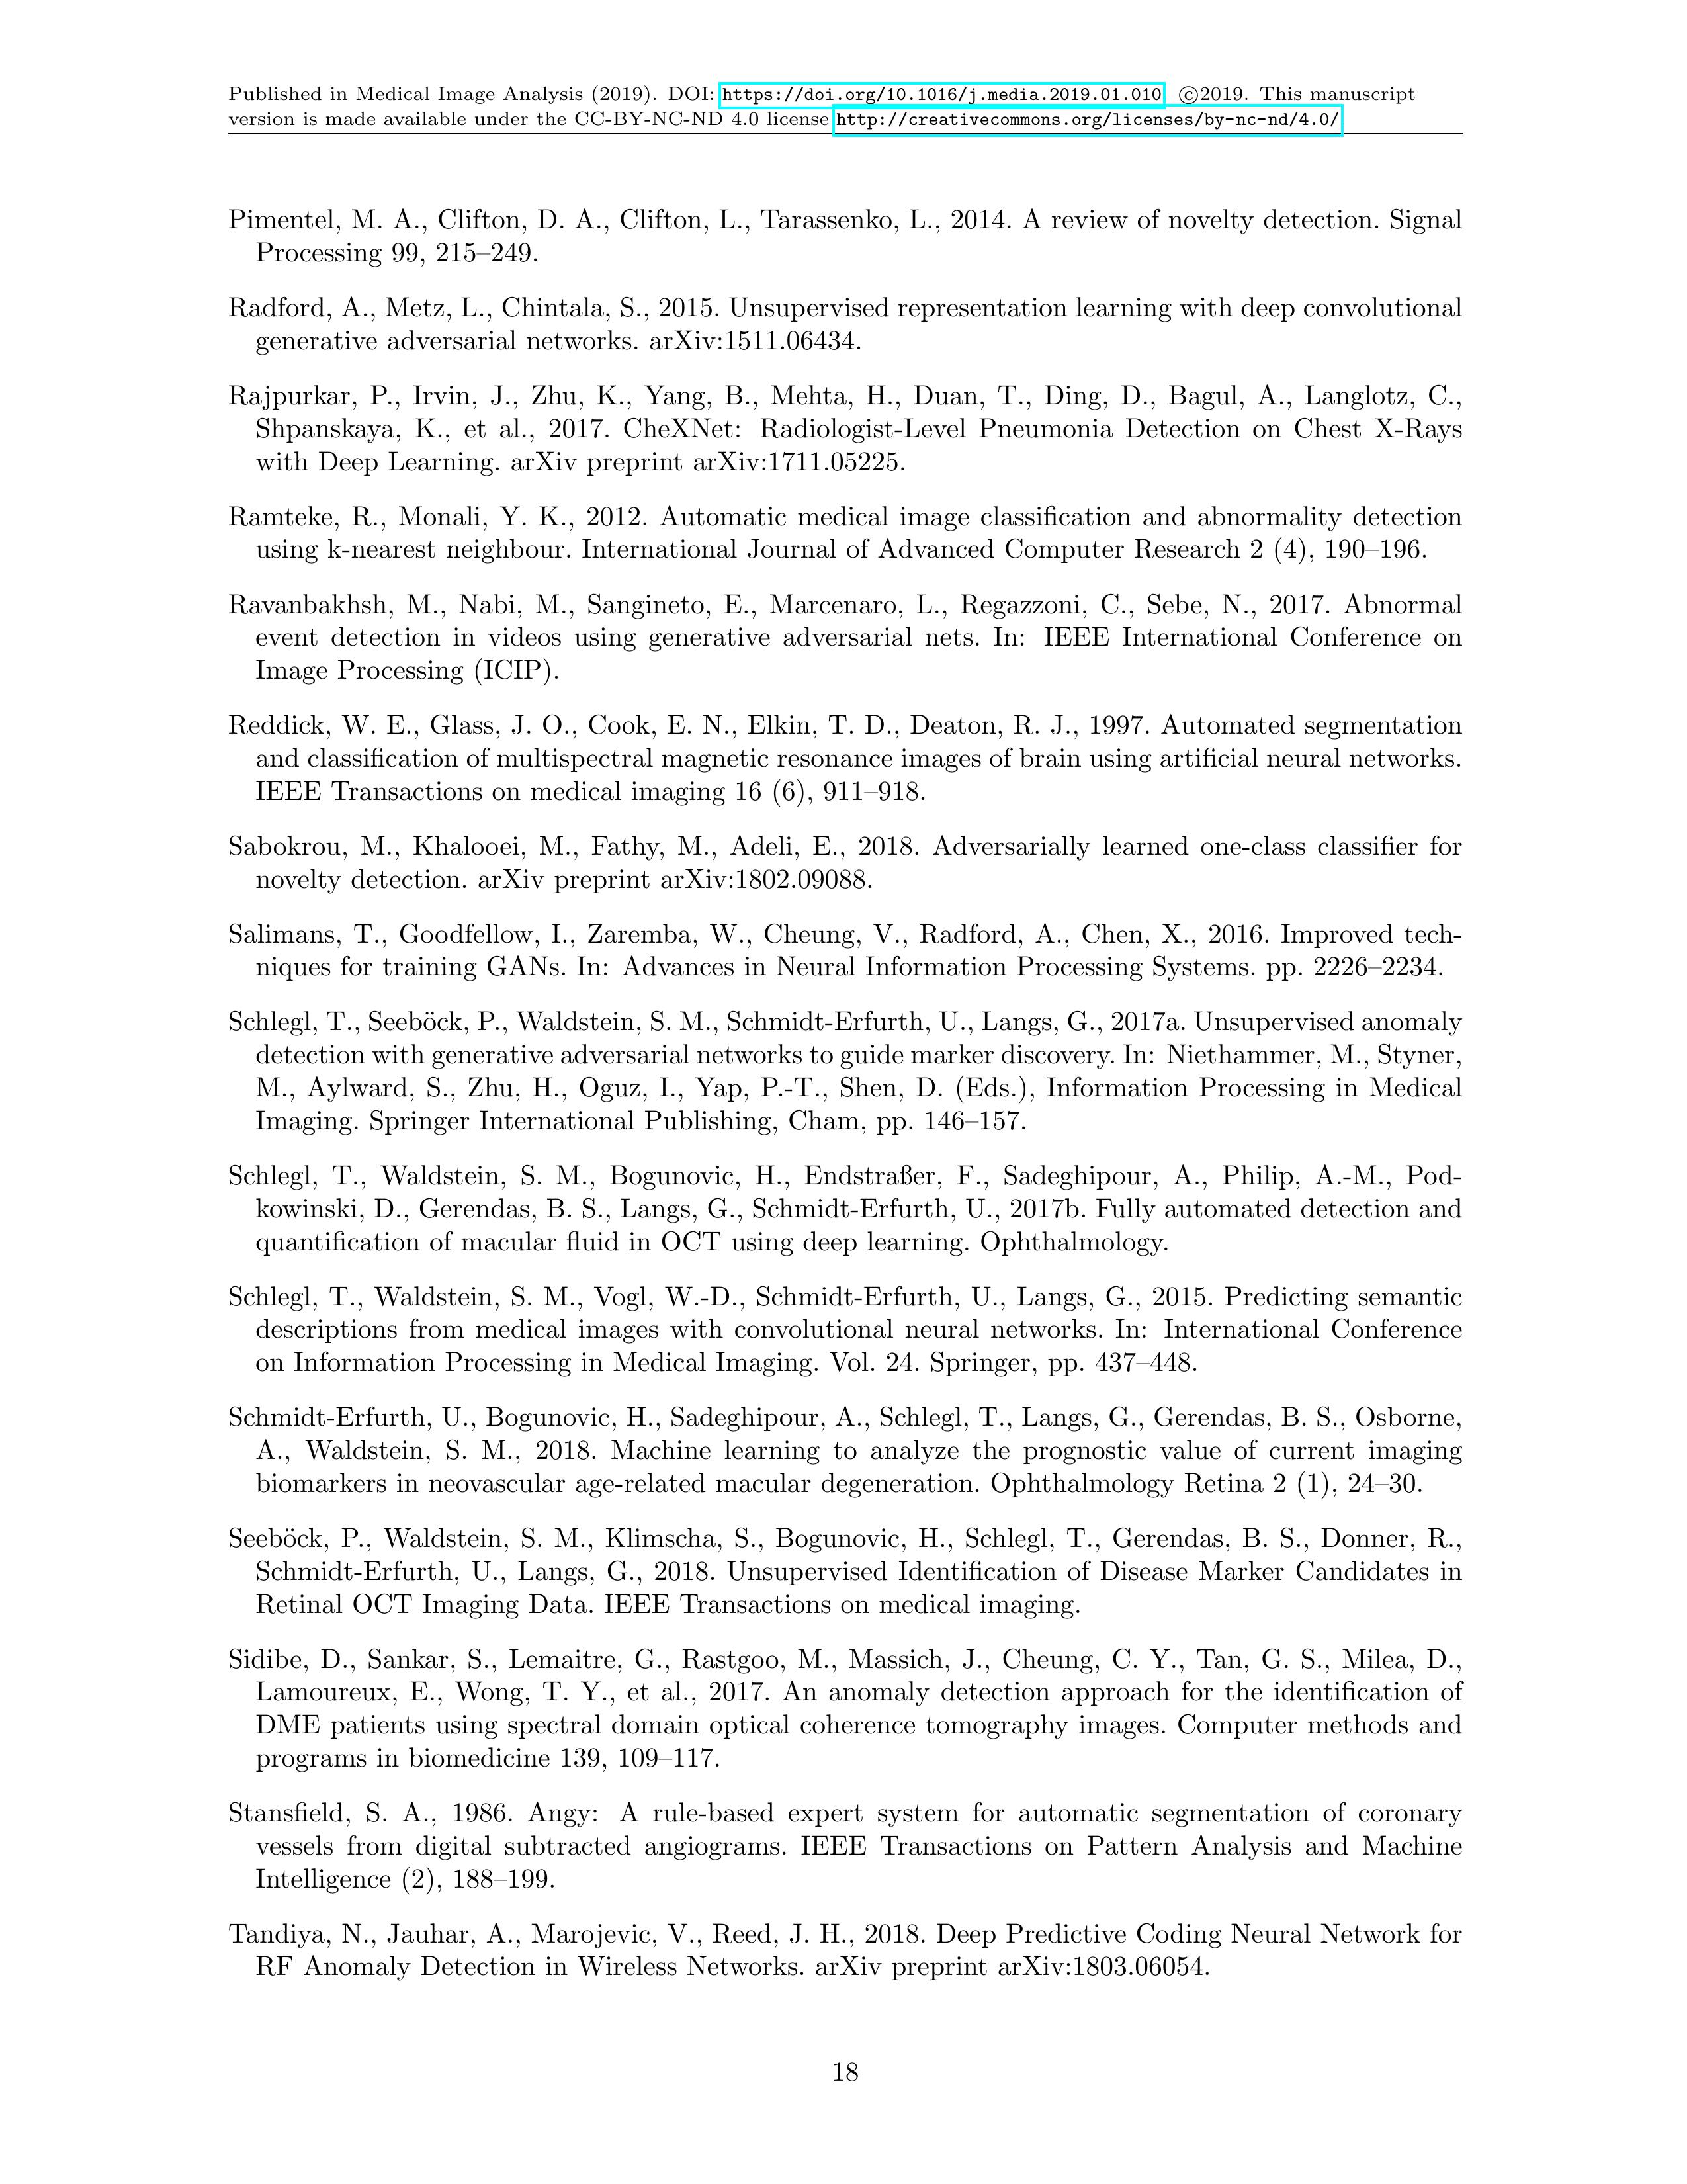 Published in Medical Image Analysis (2019). DOI: https://doi.org/10.1016/j.media.2019.01.010 ©2019. This manuscript
version is made available under the CC-BY-NC-ND 4.0 license http://creativecommons.org/licenses/by-nc-nd/4.0/
Pimentel, M. A., Clifton, D. A., Clifton, L., Tarassenko, L., 2014. A review of novelty detection. Signal
Processing 99, 215–249.
Radford, A., Metz, L., Chintala, S., 2015. Unsupervised representation learning with deep convolutional
generative adversarial networks. arXiv:1511.06434.
Rajpurkar, P., Irvin, J., Zhu, K., Yang, B., Mehta, H., Duan, T., Ding, D., Bagul, A., Langlotz, C.,
Shpanskaya, K., et al., 2017. CheXNet: Radiologist-Level Pneumonia Detection on Chest X-Rays
with Deep Learning. arXiv preprint arXiv:1711.05225.
Ramteke, R., Monali, Y. K., 2012. Automatic medical image classification and abnormality detection
using k-nearest neighbour. International Journal of Advanced Computer Research 2 (4), 190–196.
Ravanbakhsh, M., Nabi, M., Sangineto, E., Marcenaro, L., Regazzoni, C., Sebe, N., 2017. Abnormal
event detection in videos using generative adversarial nets. In: IEEE International Conference on
Image Processing (ICIP).
Reddick, W. E., Glass, J. O., Cook, E. N., Elkin, T. D., Deaton, R. J., 1997. Automated segmentation
and classification of multispectral magnetic resonance images of brain using artificial neural networks.
IEEE Transactions on medical imaging 16 (6), 911–918.
Sabokrou, M., Khalooei, M., Fathy, M., Adeli, E., 2018. Adversarially learned one-class classifier for
novelty detection. arXiv preprint arXiv:1802.09088.
Salimans, T., Goodfellow, I., Zaremba, W., Cheung, V., Radford, A., Chen, X., 2016. Improved tech-
niques for training GANs. In: Advances in Neural Information Processing Systems. pp. 2226–2234.
Schlegl, T., Seeböck, P., Waldstein, S. M., Schmidt-Erfurth, U., Langs, G., 2017a. Unsupervised anomaly
detection with generative adversarial networks to guide marker discovery. In: Niethammer, M., Styner,
M., Aylward, S., Zhu, H., Oguz, I., Yap, P.-T., Shen, D. (Eds.), Information Processing in Medical
Imaging. Springer International Publishing, Cham, pp. 146–157.
Schlegl, T., Waldstein, S. M., Bogunovic, H., Endstraßer, F., Sadeghipour, A., Philip, A.-M., Pod-
kowinski, D., Gerendas, B. S., Langs, G., Schmidt-Erfurth, U., 2017b. Fully automated detection and
quantification of macular fluid in OCT using deep learning. Ophthalmology.
Schlegl, T., Waldstein, S. M., Vogl, W.-D., Schmidt-Erfurth, U., Langs, G., 2015. Predicting semantic
descriptions from medical images with convolutional neural networks. In: International Conference
on Information Processing in Medical Imaging. Vol. 24. Springer, pp. 437–448.
Schmidt-Erfurth, U., Bogunovic, H., Sadeghipour, A., Schlegl, T., Langs, G., Gerendas, B. S., Osborne,
A., Waldstein, S. M., 2018. Machine learning to analyze the prognostic value of current imaging
biomarkers in neovascular age-related macular degeneration. Ophthalmology Retina 2 (1), 24–30.
Seeböck, P., Waldstein, S. M., Klimscha, S., Bogunovic, H., Schlegl, T., Gerendas, B. S., Donner, R.,
Schmidt-Erfurth, U., Langs, G., 2018. Unsupervised Identification of Disease Marker Candidates in
Retinal OCT Imaging Data. IEEE Transactions on medical imaging.
Sidibe, D., Sankar, S., Lemaitre, G., Rastgoo, M., Massich, J., Cheung, C. Y., Tan, G. S., Milea, D.,
Lamoureux, E., Wong, T. Y., et al., 2017. An anomaly detection approach for the identification of
DME patients using spectral domain optical coherence tomography images. Computer methods and
programs in biomedicine 139, 109–117.
Stansfield, S. A., 1986. Angy: A rule-based expert system for automatic segmentation of coronary
vessels from digital subtracted angiograms. IEEE Transactions on Pattern Analysis and Machine
Intelligence (2), 188–199.
Tandiya, N., Jauhar, A., Marojevic, V., Reed, J. H., 2018. Deep Predictive Coding Neural Network for
RF Anomaly Detection in Wireless Networks. arXiv preprint arXiv:1803.06054.
18